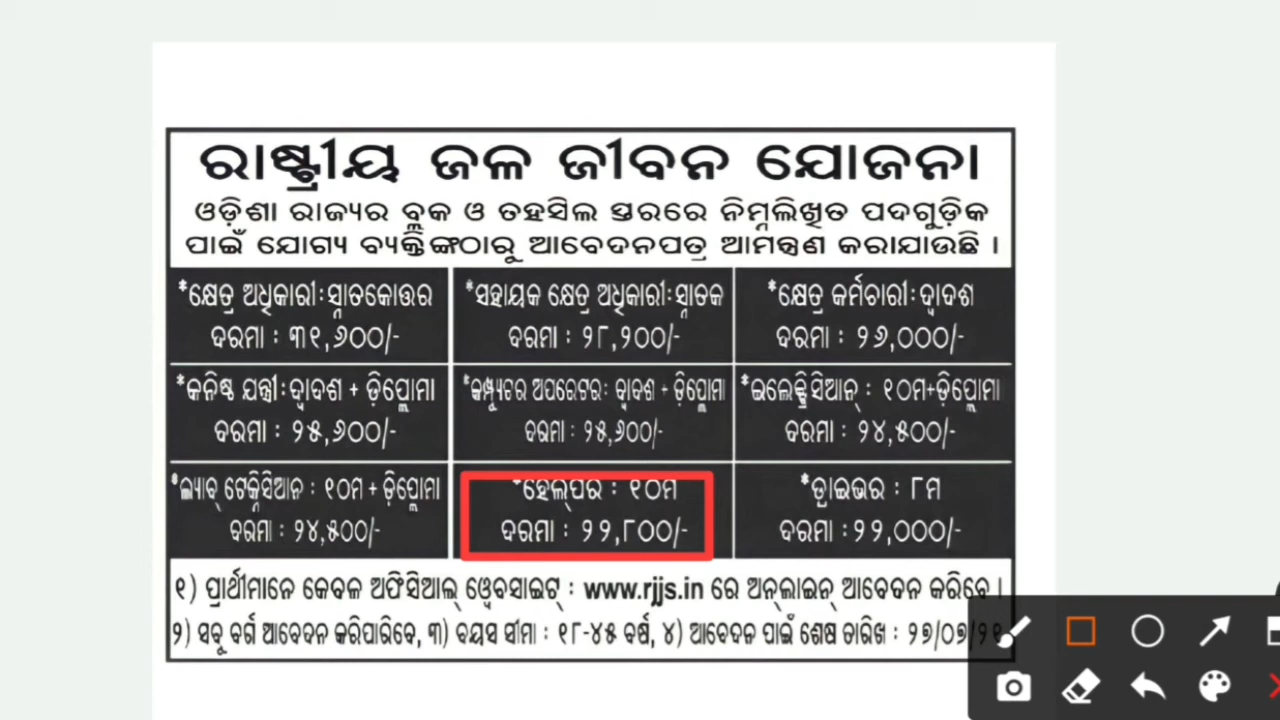 ରାଷ୍ଟ୍ରୀୟ ଜଳ ଜୀବନ ଯୋଜନା
ଓଡ଼ିଶା ରାଜ୍ୟର ବ୍ଲକ ଓ ତହସିଲ ସ୍ତରରେ ନିମ୍ନଲିଖିତ ପଦଗୁଡ଼ିକ
ପାଇଁ ଯୋଗ୍ୟ ବ୍ୟକ୍ତିଙ୍କଠାରୁ ଆବେଦନପତ୍ର ଆମନ୍ତ୍ରଣ କରାଯାଉଛି ।
*କ୍ଷେତ୍ର ଅଧିକାରୀ:ସ୍ନାତକୋତ୍ତର
ଦରମା : ୩୧,୬୦୦/-
*ସହାୟକ କ୍ଷେତ୍ର ଅଧିକାରୀ:ସ୍ନାତକ
ଦରମା : ୨୮,୨୦୦/-
*କ୍ଷେତ୍ର କର୍ମଚାରୀ:ଦ୍ୱାଦଶ
ଦରମା : ୨୬,୦୦୦/-
*କନିଷ୍ଠ ଯନ୍ତ୍ରୀ:ଦ୍ୱାଦଶ + ଡ଼ିପ୍ଲୋମା
ଦରମା : ୨୫,୬୦୦/-
*କମ୍ପ୍ୟୁଟର ଅପରେଟର: ଦ୍ୱାଦଶ + ଡ଼ିପ୍ଲୋମା
ଦରମା : ୨୫,୬୦୦/-
*ଇଲେକ୍ଟ୍ରିସିଆନ୍ : ୧୦ମ+ଡ଼ିପ୍ଲୋମା
ଦରମା : ୨୪,୫୦୦/-
*ଲ୍ୟାବ୍ ଟେକ୍ନିସିଆନ : ୧୦ମ + ଡ଼ିପ୍ଲୋମା
ଦରମା : ୨୪,୫୦୦/-
*ହେଲ୍‌ପର : ୧୦ମ
ଦରମା : ୨୨,୮୦୦/-
*ଡ୍ରାଇଭର : ୮ମ
ଦରମା : ୨୨,୦୦୦/-
୧) ପ୍ରାର୍ଥୀମାନେ କେବଳ ଅଫିସିଆଲ୍ ୱେବସାଇଟ୍ : www.rjjs.in ରେ ଅନ୍‌ଲାଇନ୍ ଆବେଦନ କରିବେ ।
୨) ସବୁ ବର୍ଗ ଆବେଦନ କରିପାରିବେ, ୩) ବୟସ ସୀମା : ୧୮-୪୫ ବର୍ଷ, ୪) ଆବେଦନ ପାଇଁ ଶେଷ ତାରିଖ : ୨୭/୦୭/୨୧